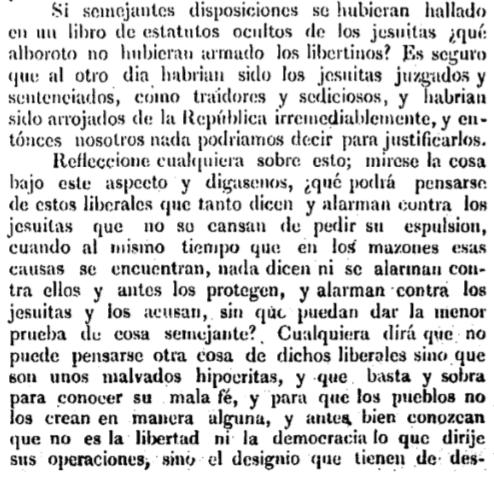 Si semejantes disposiciones se hubieran hallado
en un libro de estatutos ocultos de los jesuitas ¿qué
alboroto no hubieran armado los libertinos? Es seguro
que al otro dia habrian sido los jesuitas juzgados y
sentenciados, como traidores y sediciosos, y habrian
sido arrojados de la República irremediablemente, y en-
tónces nosotros nada podriamos decir para justificarlos.
Refleccione cualquiera sobre esto; mirese la cosa
bajo este aspecto y digasenos, ¿qué podrá pensarse
de estos liberales que tanto dicen y alarman contra los
jesuitas que no se cansan de pedir su espulsion,
cuando al mismo tiempo que en los mazones esas
causas se encuentran, nada dicen ni se alarman con-
tra ellos y antes los protegen, y alarman contra los
jesuitas y los acusan, sin que puedan dar la menor
prueba de cosa semejante? Cualquiera dirá que no
puede pensarse otra cosa de dichos liberales sino que
son unos malvados hipocritas, y que basta y sobra
para conocer su mala fé, y para que los pueblos no
los crean en manera alguna, y antes bien conozcan
que no es la libertad ni la democracia lo que dirije
sus operaciones, sino el designio que tienen de des-